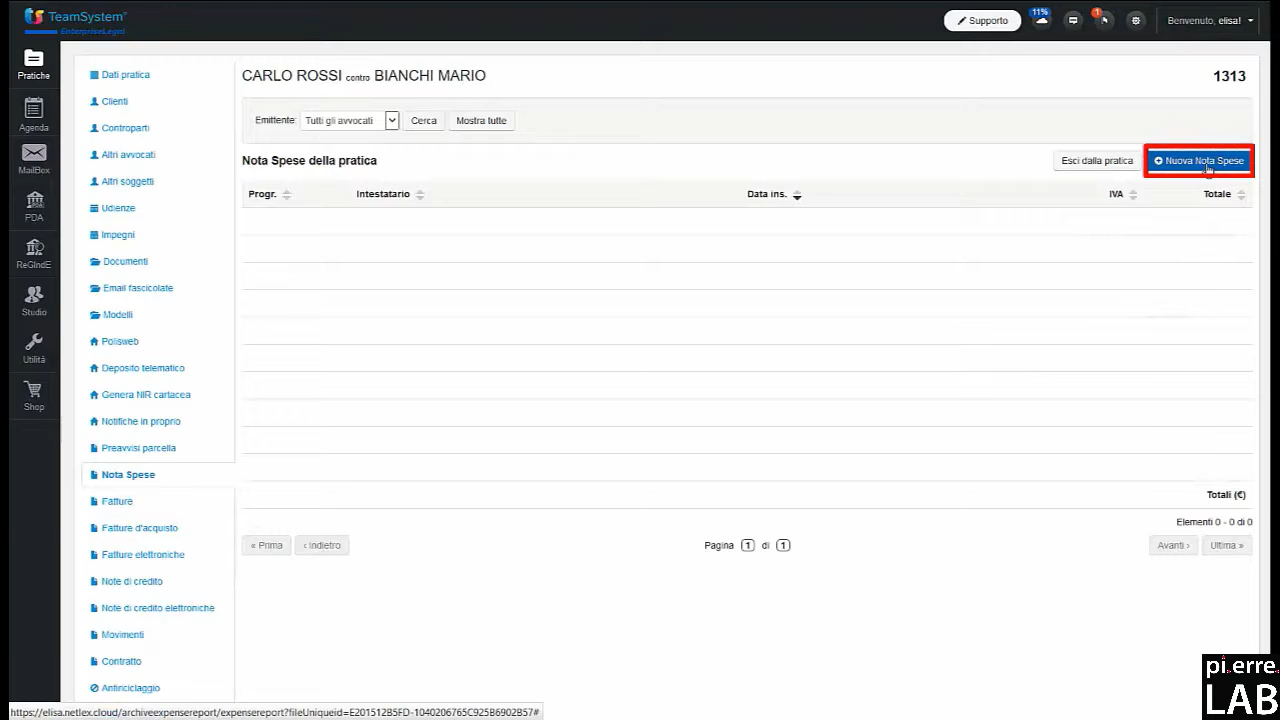 TeamSystem
EnterpriseLegal
Supporto
11%
1
Benvenuto, elisa!
Pratiche
Agenda
MailBox
PDA
ReGIndE
Studio
Utilità
Shop
Dati pratica
Clienti
Controparti
Altri avvocati
Altri soggetti
Udienze
Impegni
Documenti
Email fascicolate
Modelli
Polisweb
Deposito telematico
Genera NIR cartacea
Notifiche in proprio
Preavvisi parcella
Nota Spese
Fatture
Fatture d'acquisto
Fatture elettroniche
Note di credito
Note di credito elettroniche
Movimenti
Contratto
Antiriciclaggio
CARLO ROSSI contro BIANCHI MARIO
1313
Emittente: Tutti gli avvocati Cerca Mostra tutte
Nota Spese della pratica
Esci dalla pratica
Nuova Nota Spese
Progr. Intestatario Data ins. IVA Totale
Totali (€)
Elementi 0 - 0 di 0
« Prima ‹ Indietro Pagina 1 di 1 Avanti › Ultima »
https://elisa.netlex.cloud/archiveexpensereport/expensereport?fileUniqueid=E201512B5FD-1040206765C925B6902B57#
pi.erre.
LAB